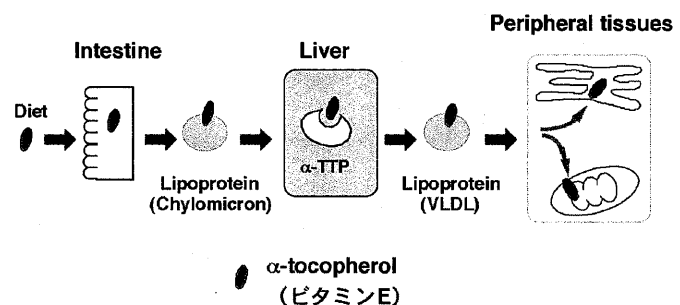 Peripheral tissues
Intestine
Liver
Diet
α-TTP
Lipoprotein
(Chylomicron)
Lipoprotein
(VLDL)
α-tocopherol
(ビタミンE)